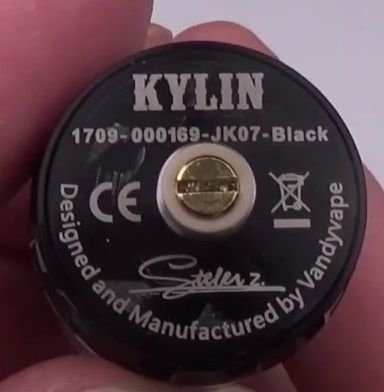 KYLIN
1709-000169-JK07-Black
CE
Z.
Designed and Manufactured by Vandyvape